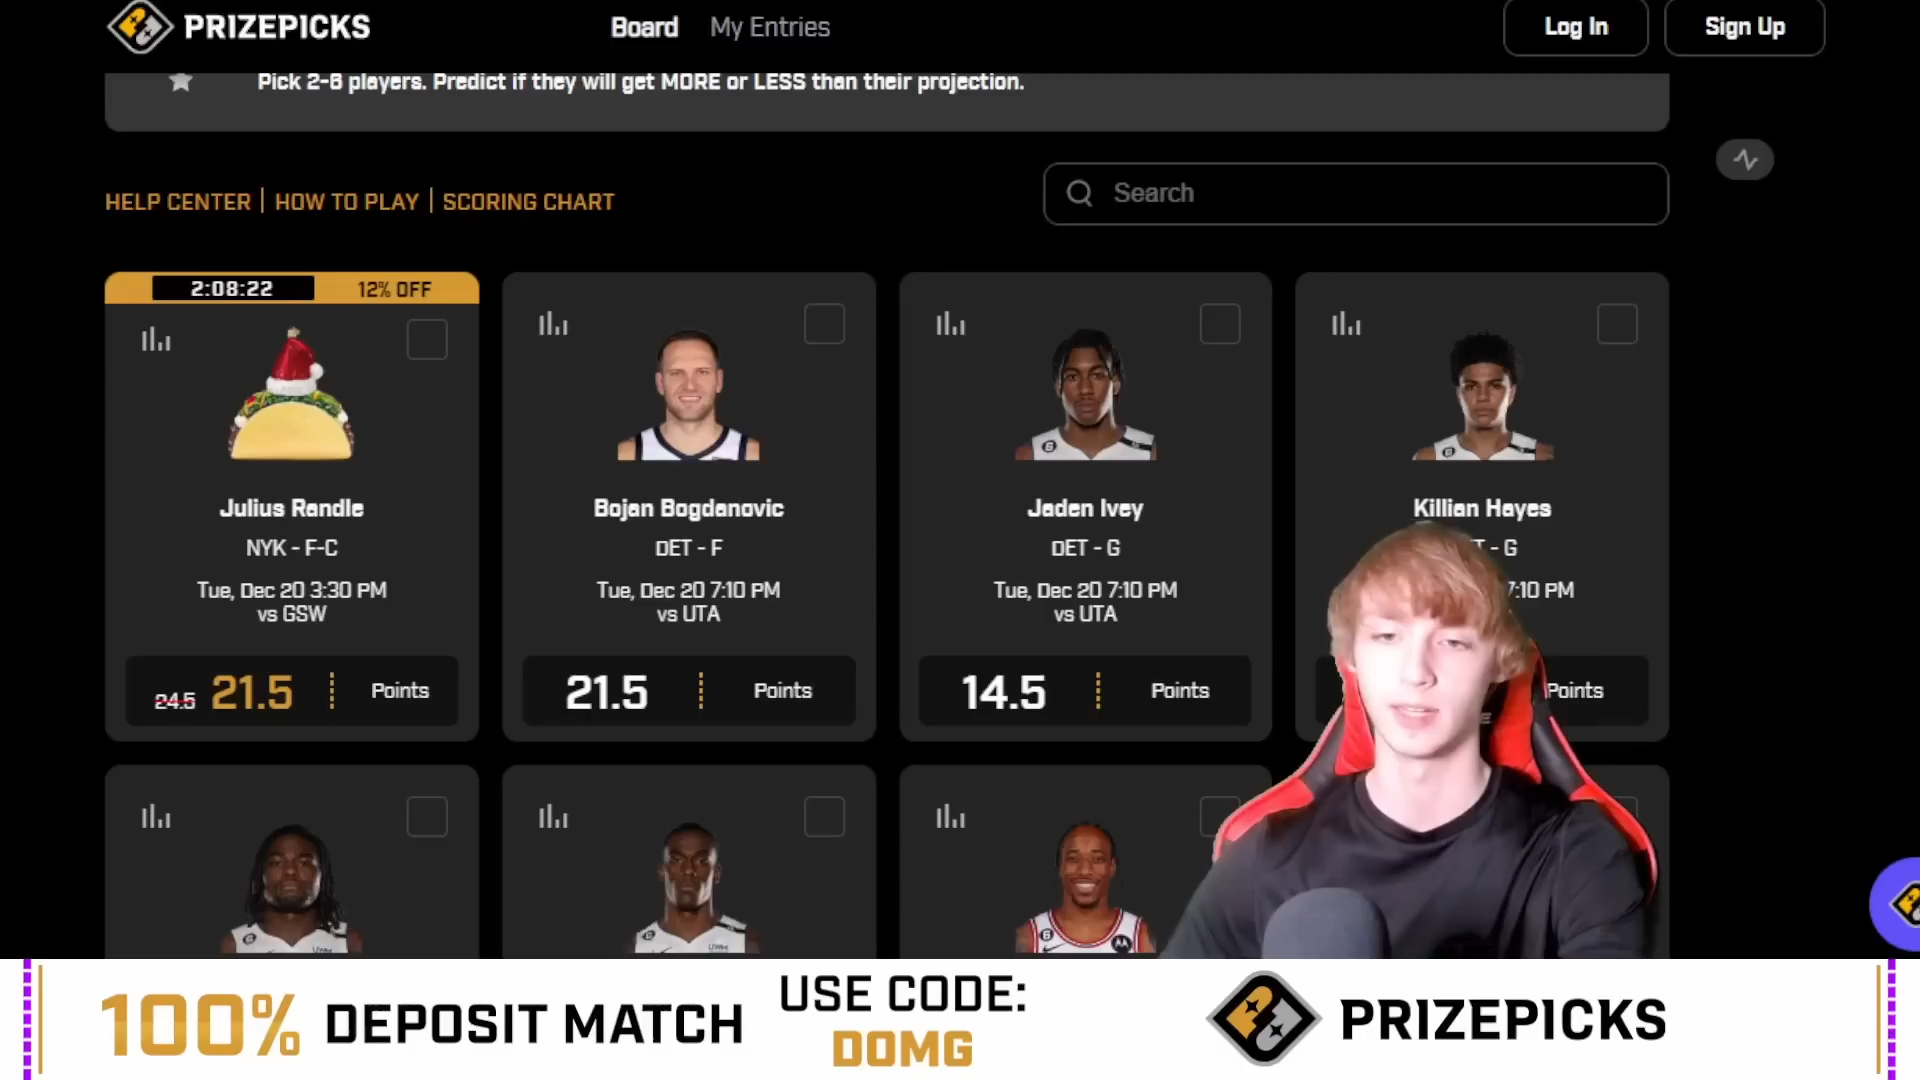 PRIZEPICKS
Board
My Entries
Log In
Sign Up
Pick 2-6 players. Predict if they will get MORE or LESS than their projection.
HELP CENTER | HOW TO PLAY | SCORING CHART
Search
2:08:22
12% OFF
Julius Randle
NYK - F-C
Tue, Dec 20 3:30 PM
vs GSW
24.5 21.5 Points
Bojan Bogdanovic
DET - F
Tue, Dec 20 7:10 PM
vs UTA
21.5 Points
Jaden Ivey
DET - G
Tue, Dec 20 7:10 PM
vs UTA
14.5 Points
Killian Hayes
T - G
7:10 PM
Points
100% DEPOSIT MATCH
USE CODE:
DOMG
PRIZEPICKS